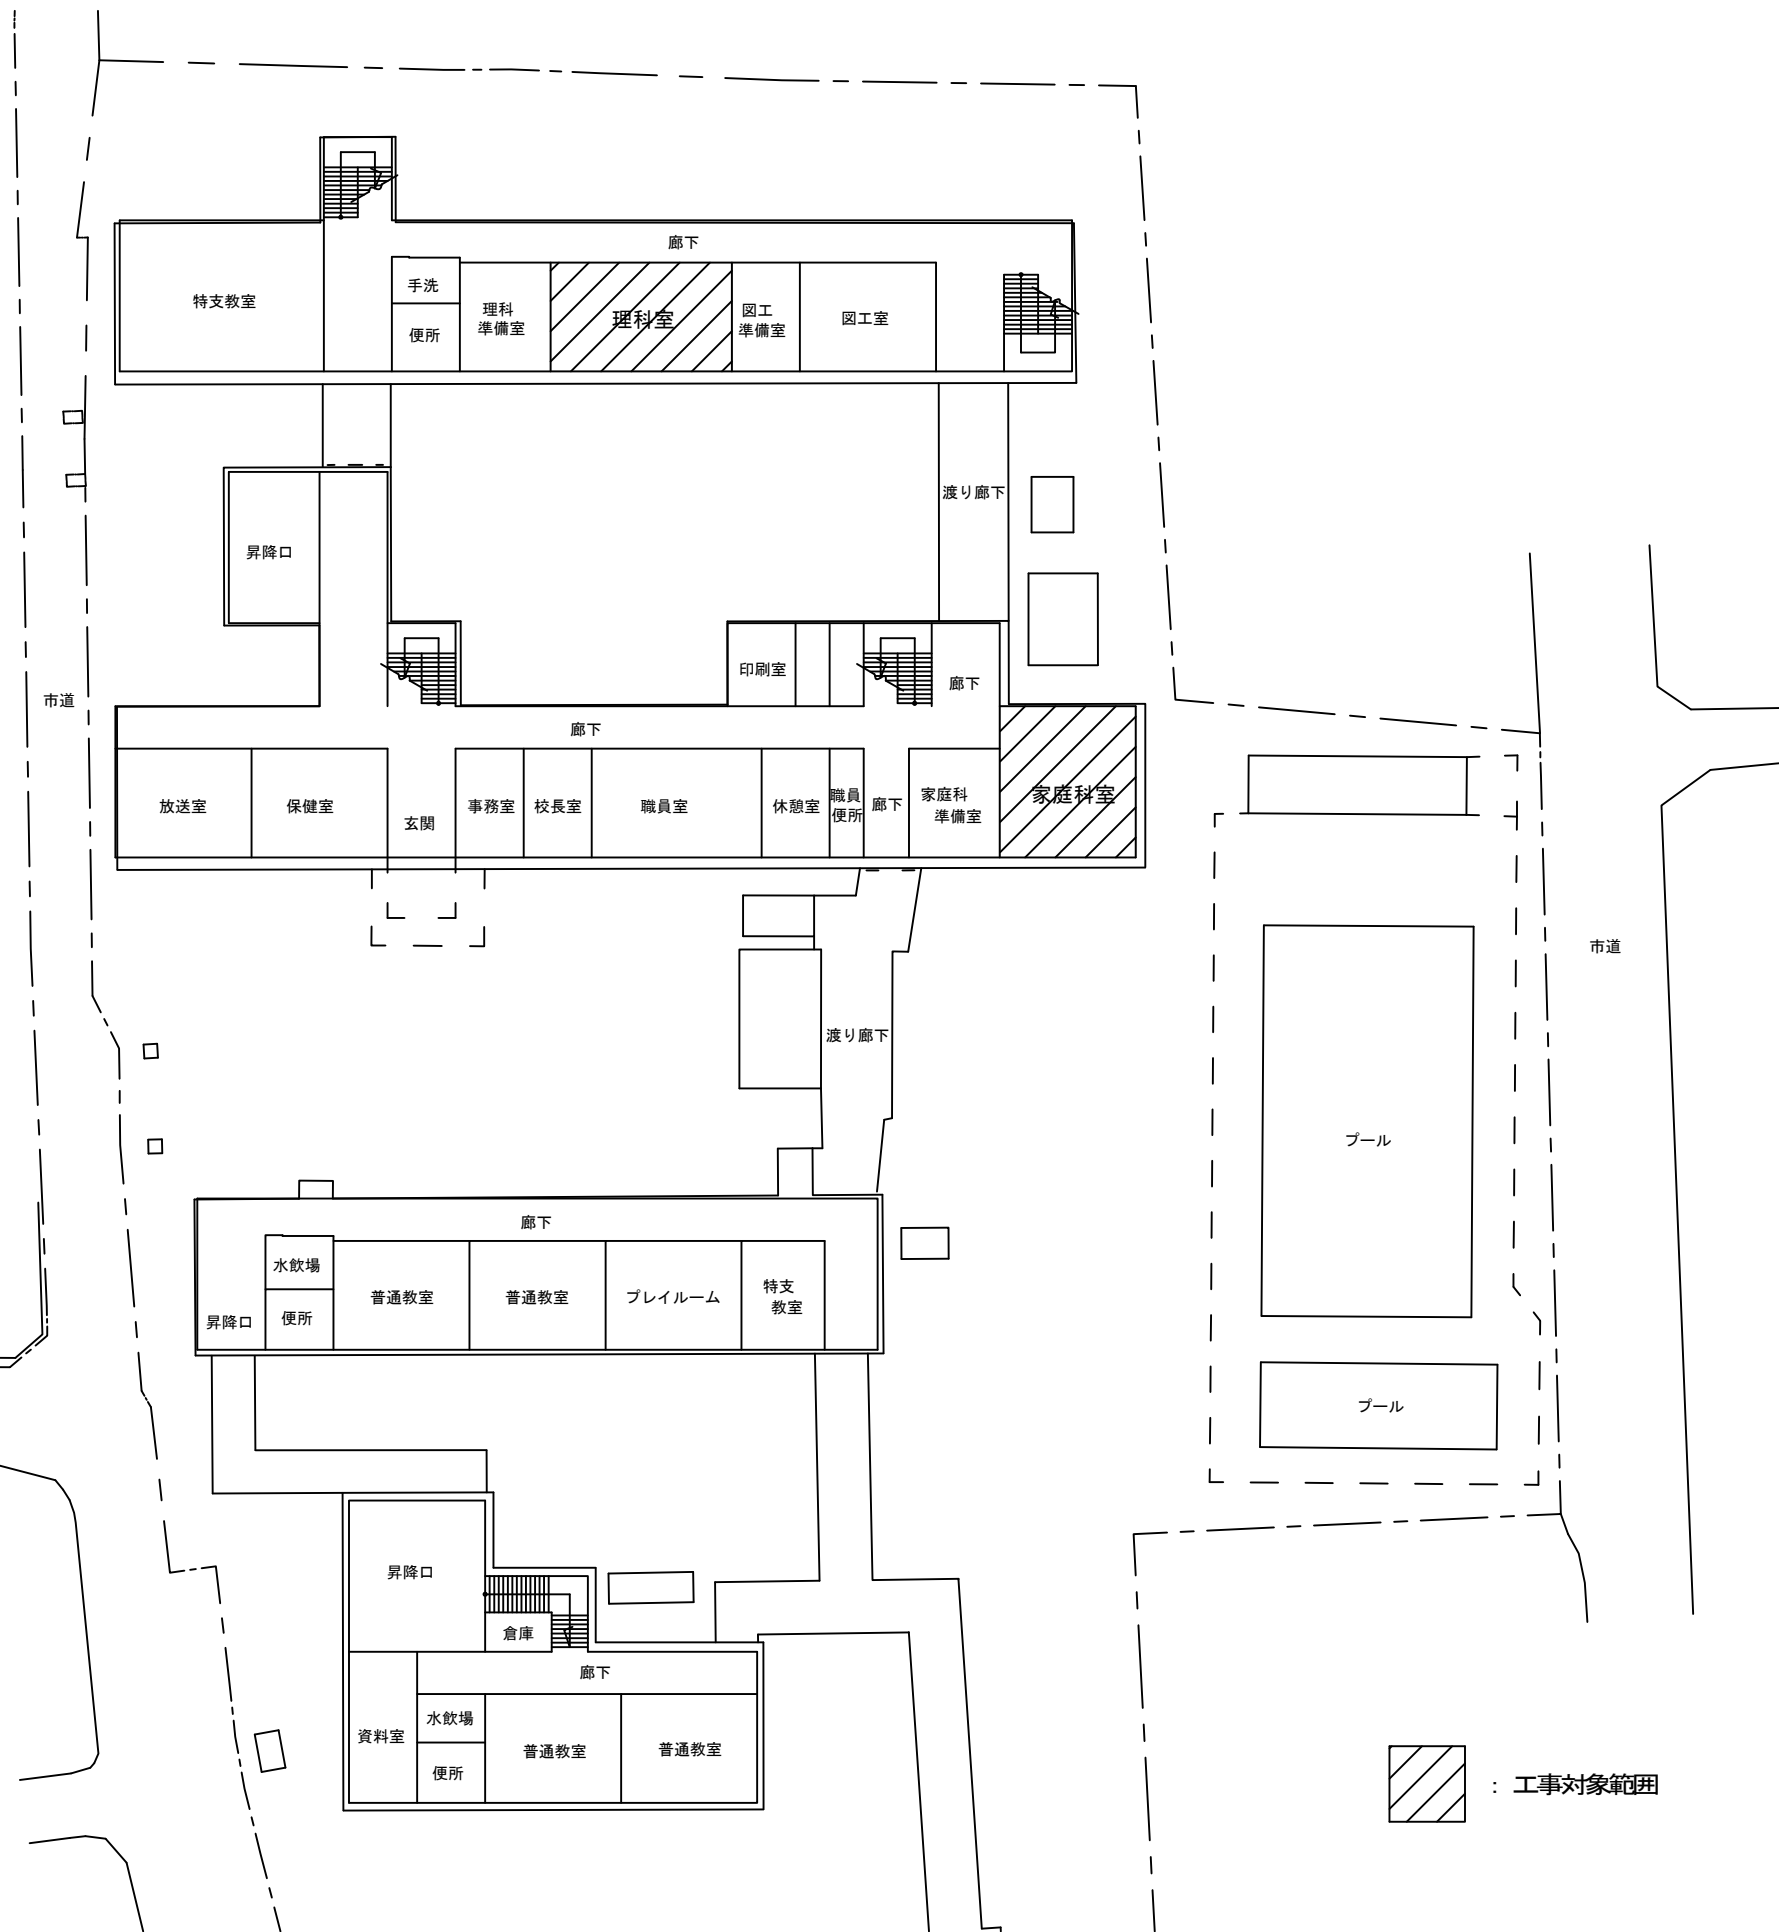 廊下
手洗
特支教室
理科
準備室
理科室
図工
準備室
図工室
便所
渡り廊下
昇降口
印刷室
廊下
市道
廊下
放送室
保健室
玄関
事務室
校長室
職員室
休憩室
職員
便所
廊下
家庭科
準備室
家庭科室
市道
渡り廊下
プール
廊下
水飲場
昇降口
便所
普通教室
普通教室
プレイルーム
特支
教室
プール
昇降口
倉庫
廊下
資料室
水飲場
便所
普通教室
普通教室
： 工事対象範囲